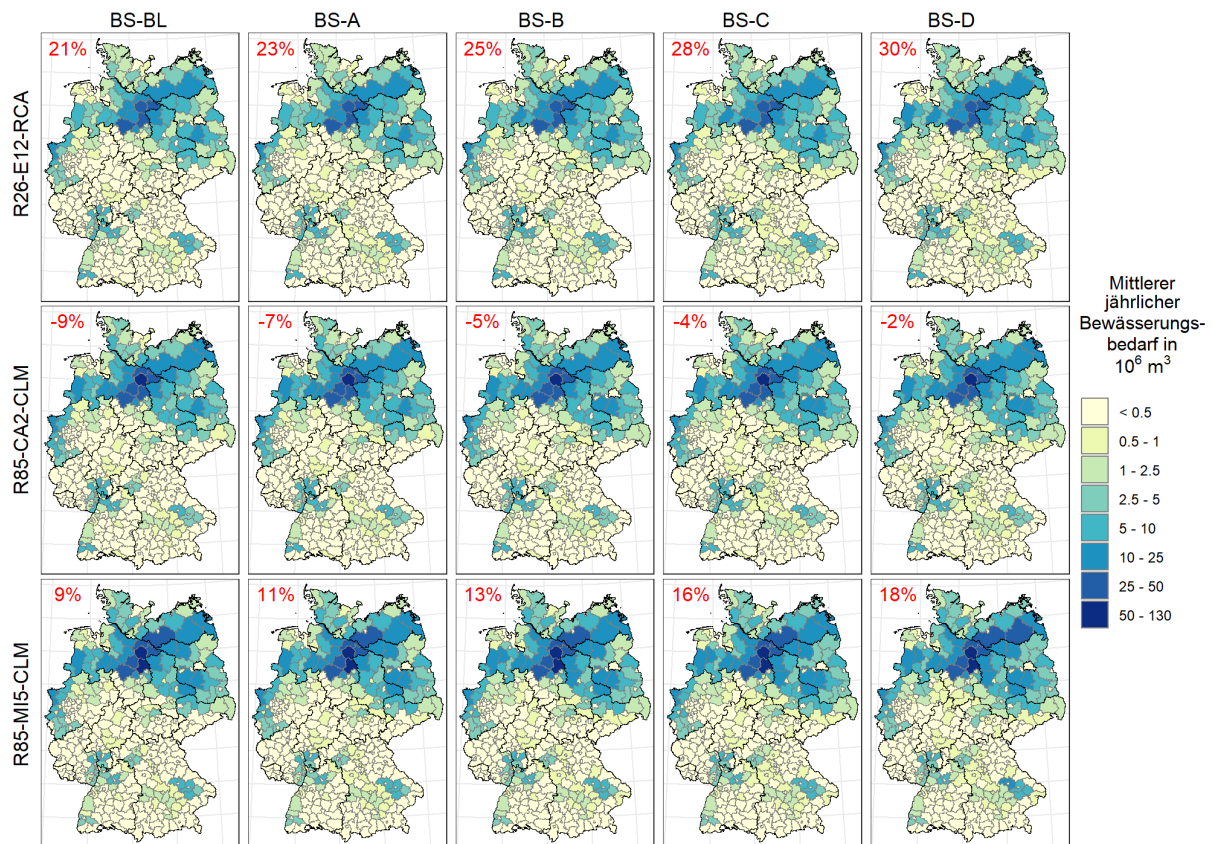 BS-BL BS-A BS-B BS-C BS-D
R26-E12-RCA
21% 23% 25% 28% 30%
R85-CA2-CLM
-9% -7% -5% -4% -2%
R85-MI5-CLM
9% 11% 13% 16% 18%
Mittlerer
jährlicher
Bewässerungs-
bedarf in
10⁶ m³
< 0.5
0.5 - 1
1 - 2.5
2.5 - 5
5 - 10
10 - 25
25 - 50
50 - 130